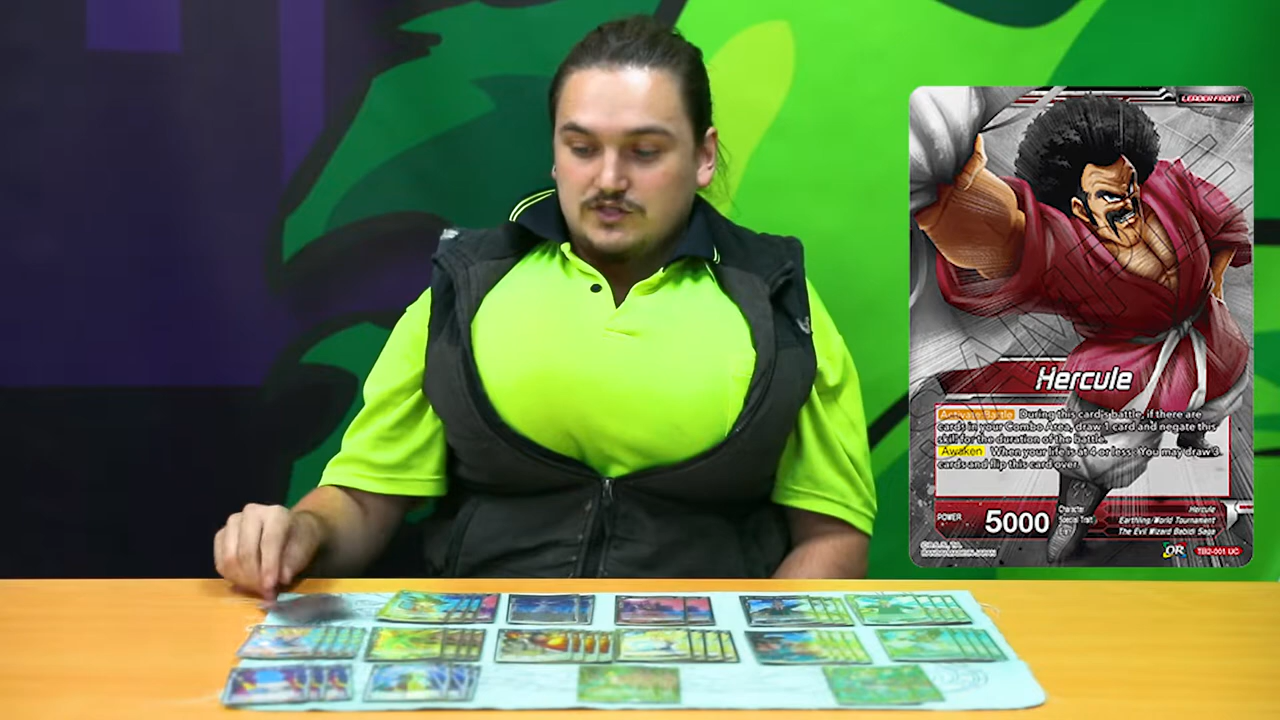 LEADER FRONT
Hercule
Activate:Battle During this card's battle, if there are
cards in your Combo Area, draw 1 card and negate this
skill for the duration of the battle.
Awaken When your life is at 4 or less : You may draw 3
cards and flip this card over.
POWER 5000
Character Hercule
Special Trait Earthling/World Tournament
Era The Evil Wizard Babidi Saga
TB2-001 UC